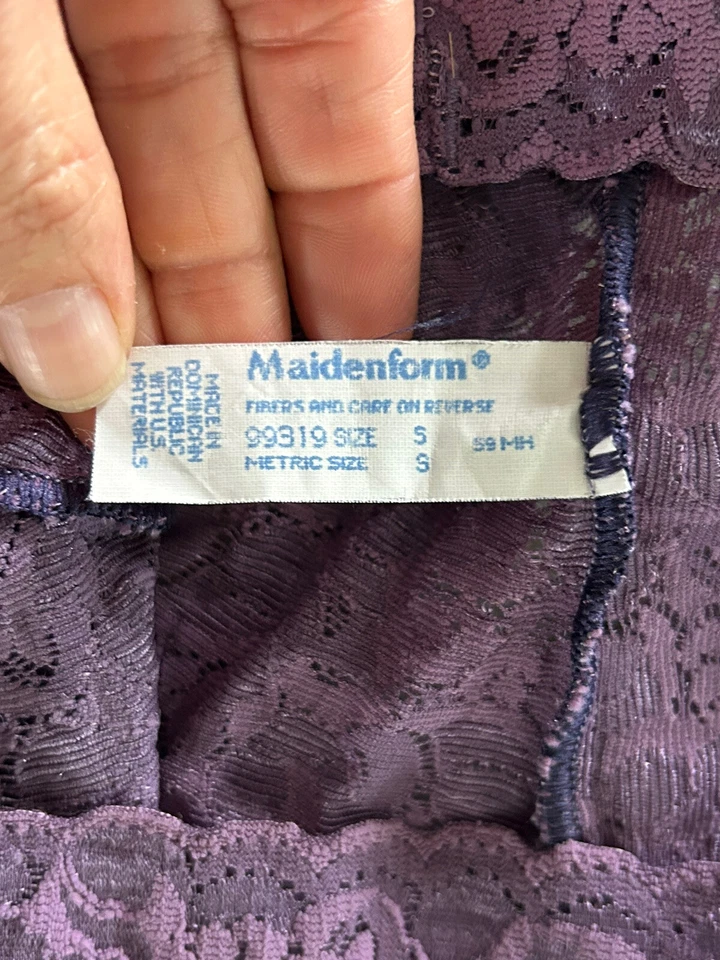 Maidenform®
FIBERS AND CARE ON REVERSE
99319 SIZE S 59 MH
METRIC SIZE S
MADE IN
DOMINICAN
REPUBLIC
WITH U.S.
MATERIALS